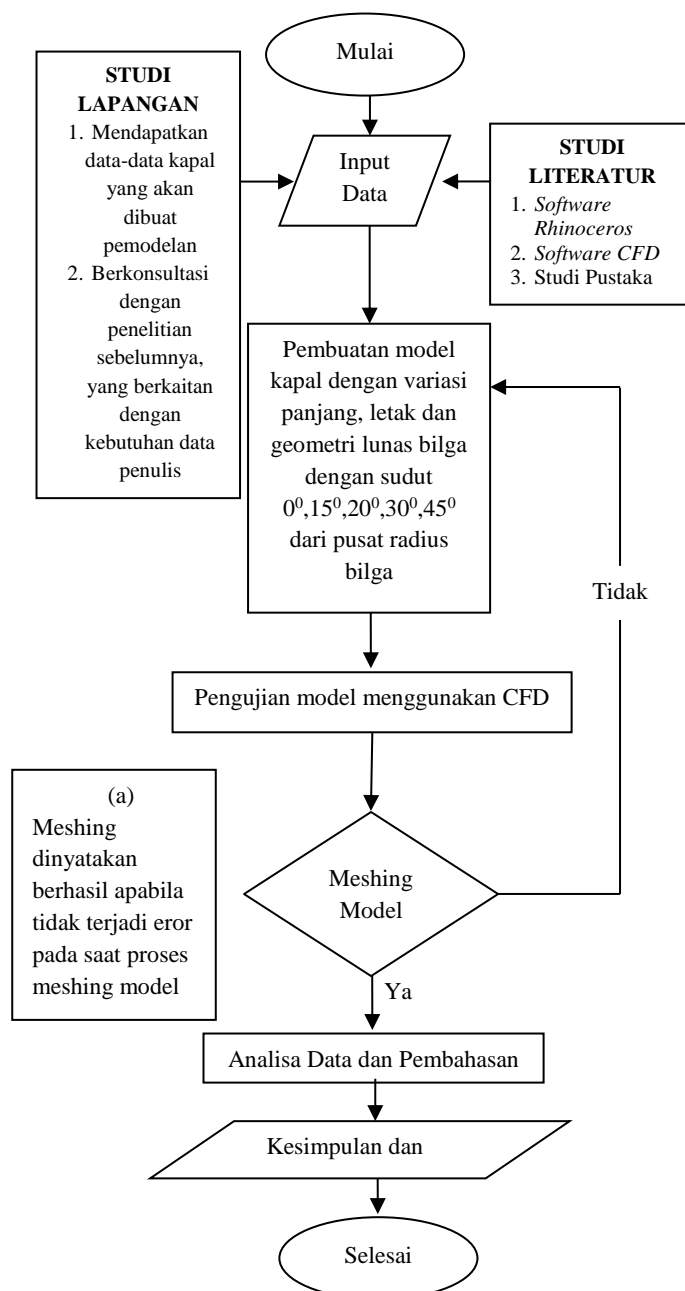 Mulai
STUDI
LAPANGAN
1. Mendapatkan
data-data kapal
yang akan
dibuat
pemodelan
2. Berkonsultasi
dengan
penelitian
sebelumnya,
yang berkaitan
dengan
kebutuhan data
penulis
Input
Data
STUDI
LITERATUR
1. Software
Rhinoceros
2. Software CFD
3. Studi Pustaka
Pembuatan model
kapal dengan variasi
panjang, letak dan
geometri lunas bilga
dengan sudut
0⁰,15⁰,20⁰,30⁰,45⁰
dari pusat radius
bilga
Tidak
Pengujian model menggunakan CFD
(a)
Meshing
dinyatakan
berhasil apabila
tidak terjadi eror
pada saat proses
meshing model
Meshing
Model
Ya
Analisa Data dan Pembahasan
Kesimpulan dan
Selesai